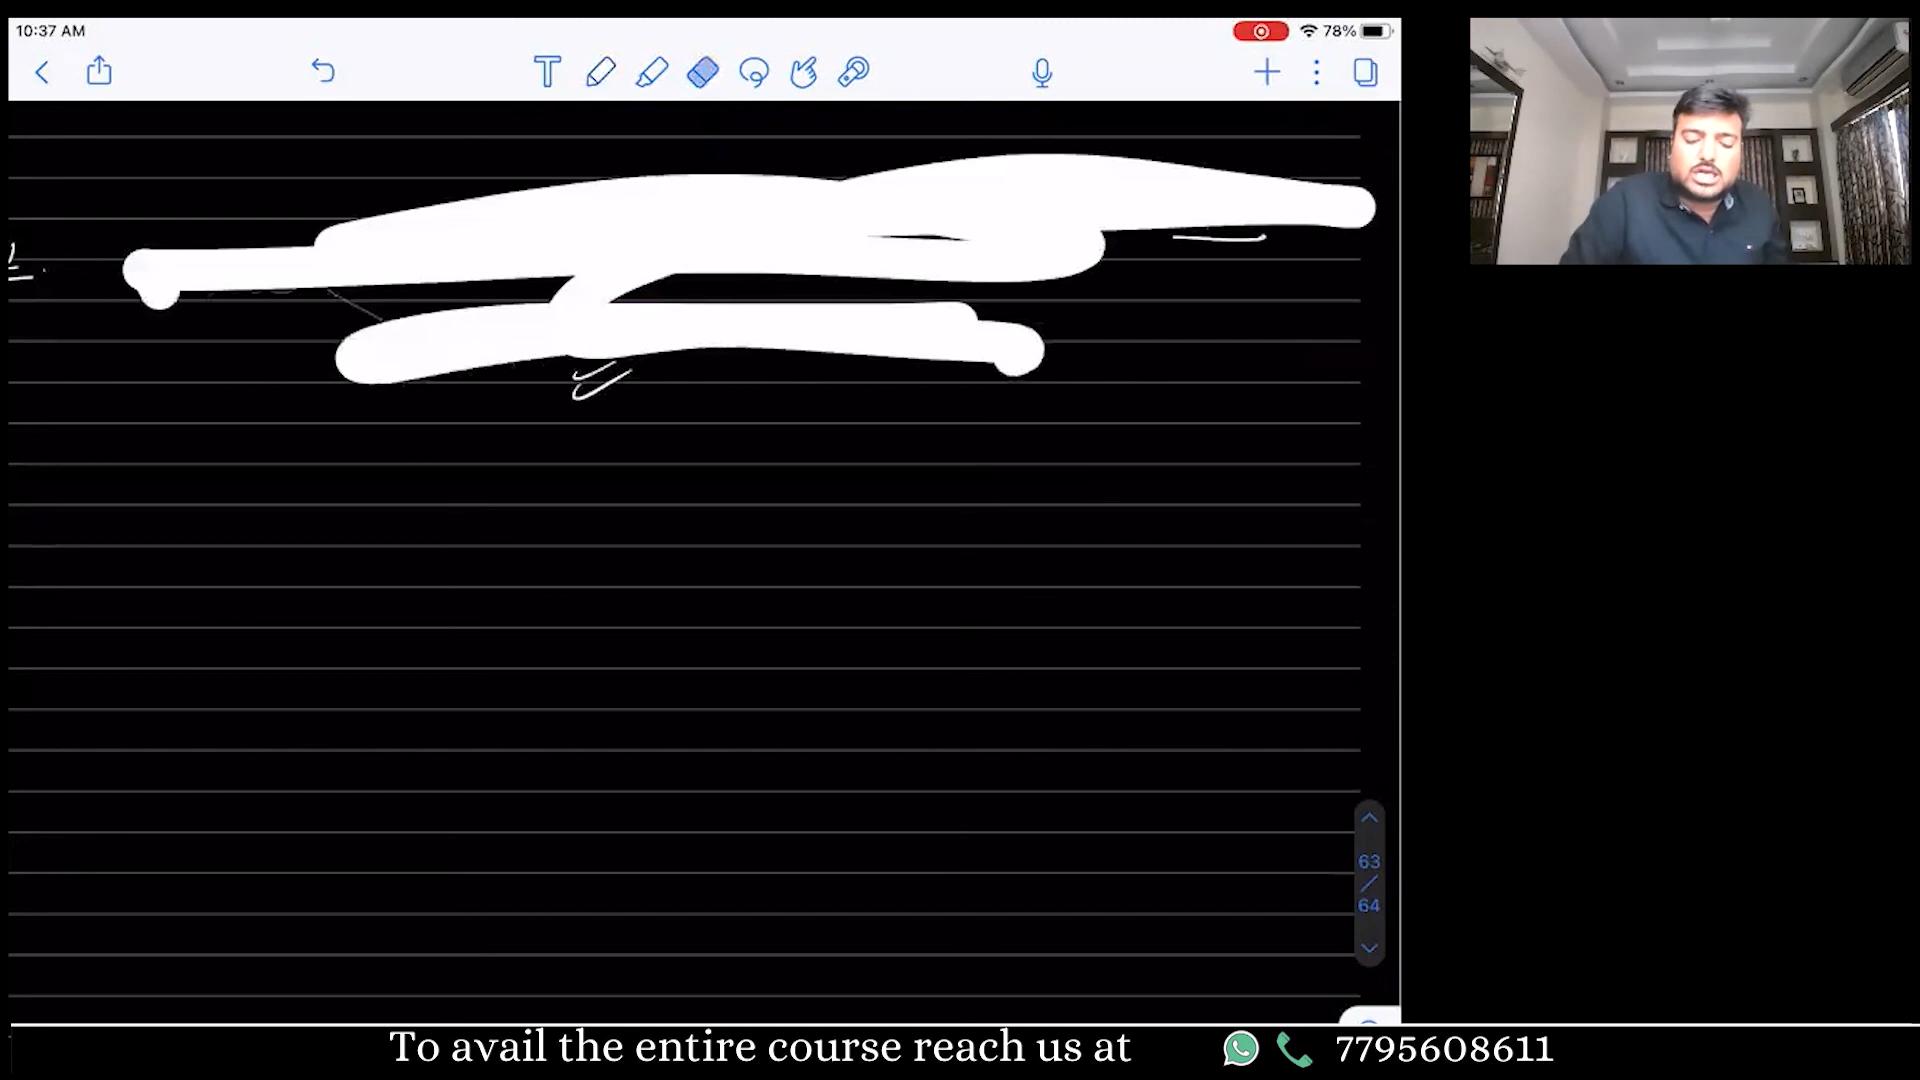 10:37 AM
78%
T
63
/
64
To avail the entire course reach us at 7795608611